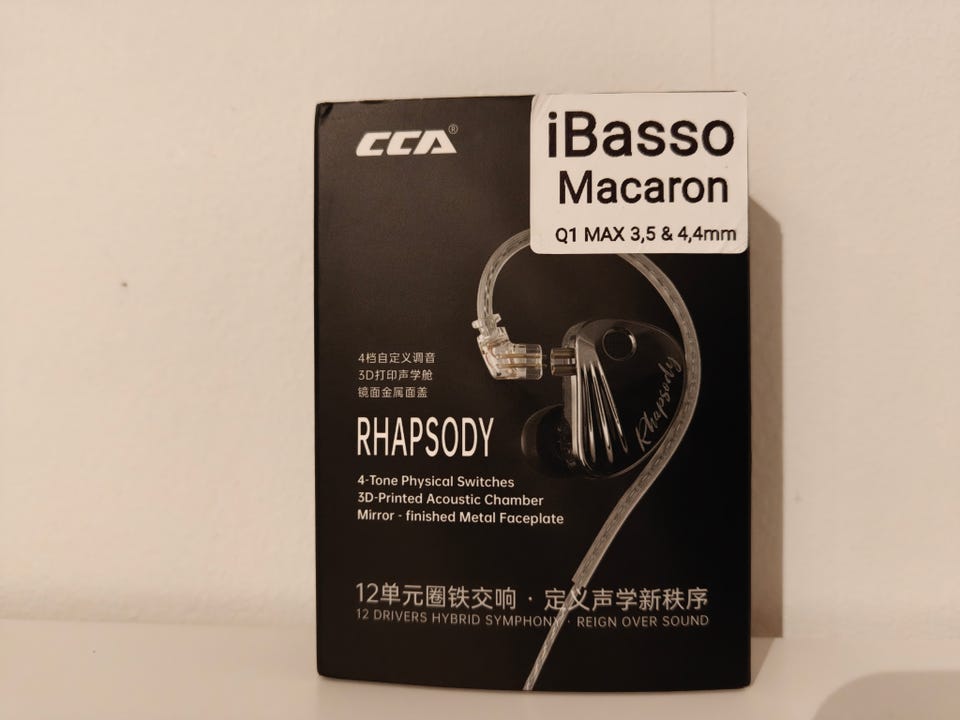 CCA®
iBasso
Macaron
Q1 MAX 3,5 & 4,4mm
4档自定义调音
3D打印声学舱
镜面金属面盖
RHAPSODY
Rhapsody
4-Tone Physical Switches
3D-Printed Acoustic Chamber
Mirror - finished Metal Faceplate
12单元圈铁交响 · 定义声学新秩序
12 DRIVERS HYBRID SYMPHONY · REIGN OVER SOUND